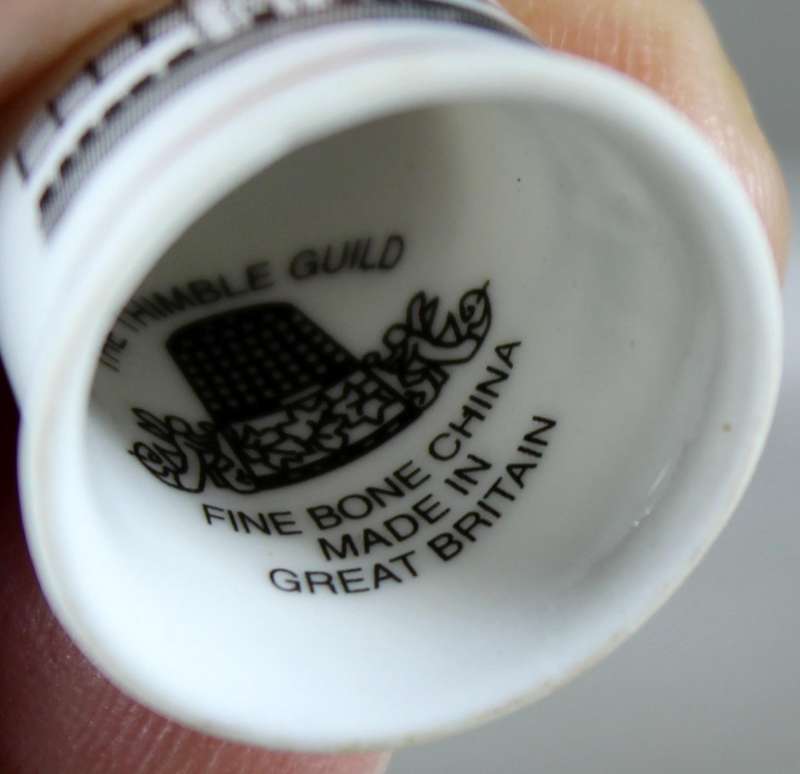 THE THIMBLE GUILD
FINE BONE CHINA
MADE IN
GREAT BRITAIN